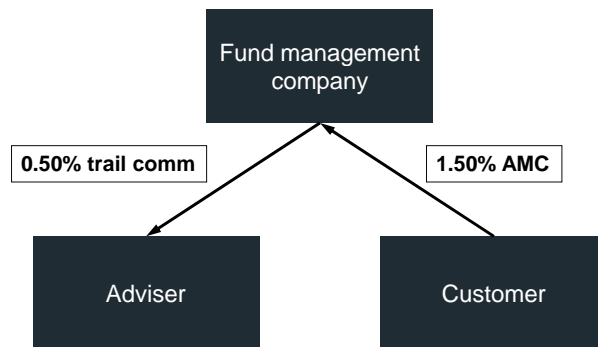 Fund management
company
0.50% trail comm
1.50% AMC
Adviser
Customer